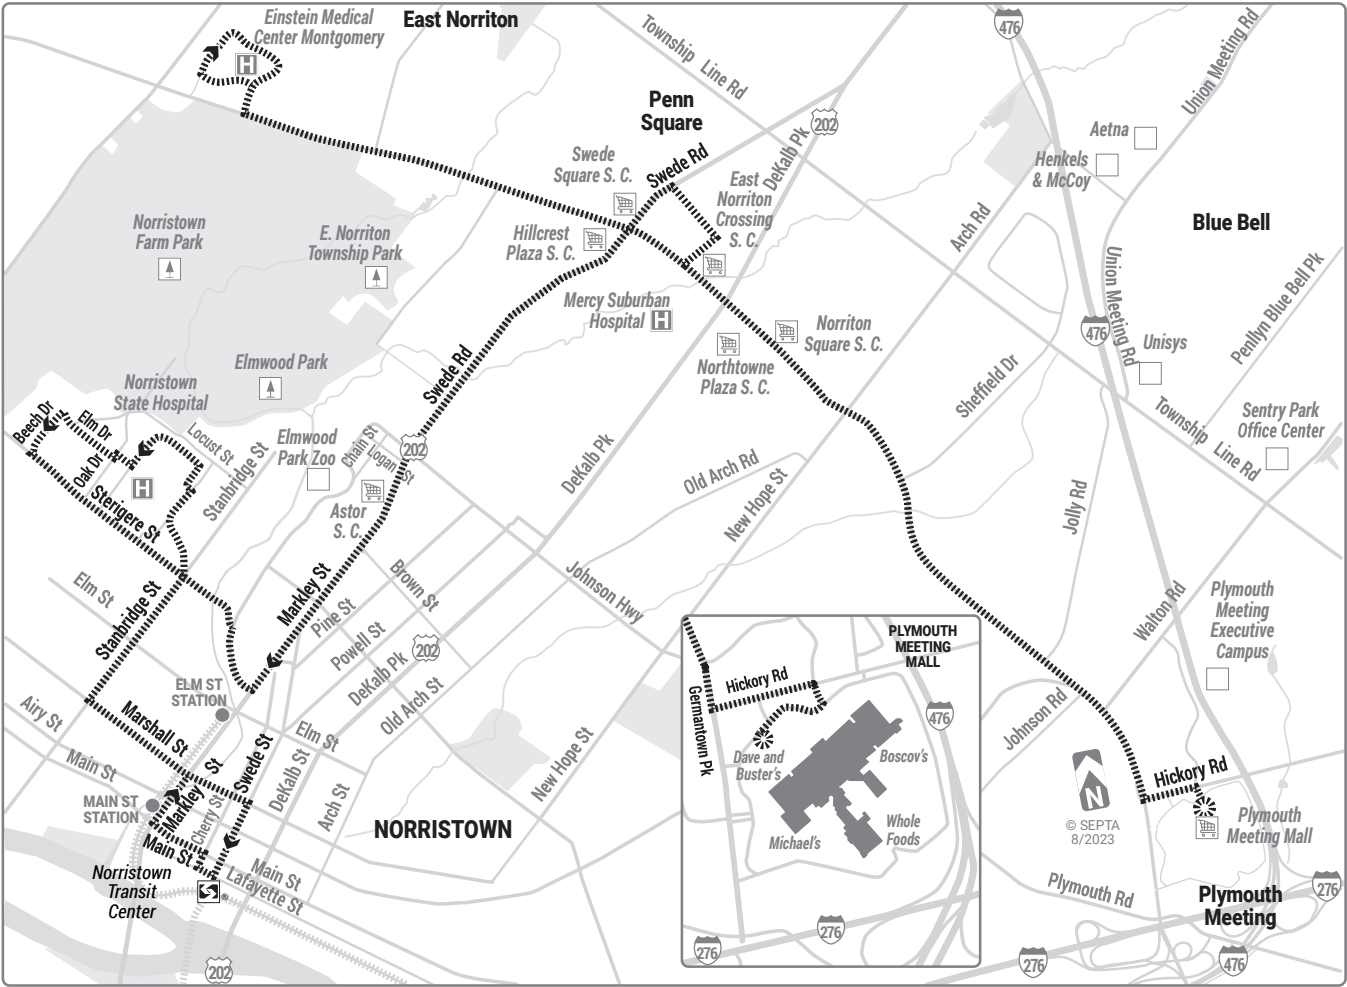 Einstein Medical
Center Montgomery
H
East Norriton
Township Line Rd
476
Union Meeting Rd
Penn
Square
202
Aetna
Henkels
& McCoy
Swede
Square S. C.
Swede Rd
DeKalb Pk
East
Norriton
Crossing
S. C.
Arch Rd
Blue Bell
Norristown
Farm Park
E. Norriton
Township Park
Hillcrest
Plaza S. C.
Union Meeting Rd
Penllyn Blue Bell Pk
Mercy Suburban
Hospital H
Norriton
Square S. C.
476
Unisys
Northtowne
Plaza S. C.
Elmwood Park
Swede Rd
Sheffield Dr
Norristown
State Hospital
Township Line Rd
Sentry Park
Office Center
Beech Dr
Elm Dr
Oak Dr
Locust St
Stanbridge St
Elmwood
Park Zoo
Chain St
Logan St
202
DeKalb Pk
Old Arch Rd
New Hope St
Jolly Rd
H
Sterigere St
Astor
S. C.
Elm St
Stanbridge St
Markley St
Brown St
Pine St
Powell St
Johnson Hwy
Walton Rd
Plymouth
Meeting
Executive
Campus
DeKalb Pk
202
Old Arch St
PLYMOUTH
MEETING
MALL
Hickory Rd
Germantown Pk
476
Dave and
Buster's
Boscov's
Michael's
Whole
Foods
276
276
ELM ST
STATION
Airy St
Marshall St
Elm St
Swede St
DeKalb St
Main St
MAIN ST
STATION
Markley St
Cherry St
Arch St
New Hope St
Johnson Rd
N
© SEPTA
8/2023
Hickory Rd
Plymouth
Meeting Mall
NORRISTOWN
Main St
Main St
Lafayette St
Norristown
Transit
Center
S
®
202
Plymouth Rd
Plymouth
Meeting
276
276
476